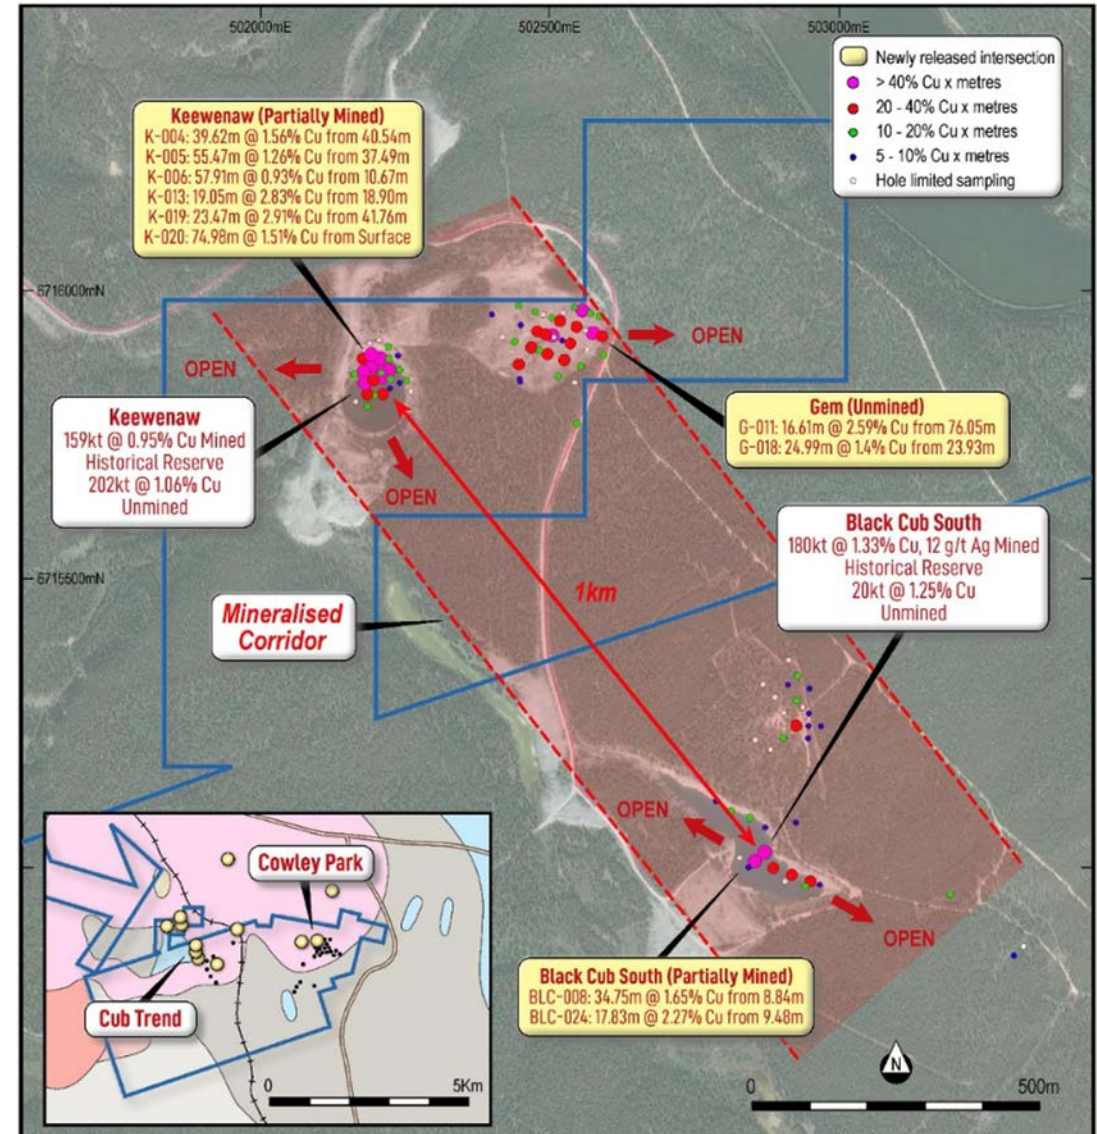 502000mE
502500mE
503000mE
Newly released intersection
> 40% Cu x metres
20 - 40% Cu x metres
10 - 20% Cu x metres
5 - 10% Cu x metres
Hole limited sampling
Keewenaw (Partially Mined)
K-004: 39.62m @ 1.56% Cu from 40.54m
K-005: 55.47m @ 1.26% Cu from 37.49m
K-006: 57.91m @ 0.93% Cu from 10.67m
K-013: 19.05m @ 2.83% Cu from 18.90m
K-019: 23.47m @ 2.91% Cu from 41.76m
K-020: 74.98m @ 1.51% Cu from Surface
6716000mN
OPEN
OPEN
Keewenaw
159kt @ 0.95% Cu Mined
Historical Reserve
202kt @ 1.06% Cu
Unmined
OPEN
Gem (Unmined)
G-011: 16.61m @ 2.59% Cu from 76.05m
G-018: 24.99m @ 1.4% Cu from 23.93m
Black Cub South
180kt @ 1.33% Cu, 12 g/t Ag Mined
Historical Reserve
20kt @ 1.25% Cu
Unmined
6715500mN
1km
Mineralised
Corridor
OPEN
OPEN
Black Cub South (Partially Mined)
BLC-008: 34.75m @ 1.65% Cu from 8.84m
BLC-024: 17.83m @ 2.27% Cu from 9.48m
Cowley Park
Cub Trend
0
5Km
N
0
500m